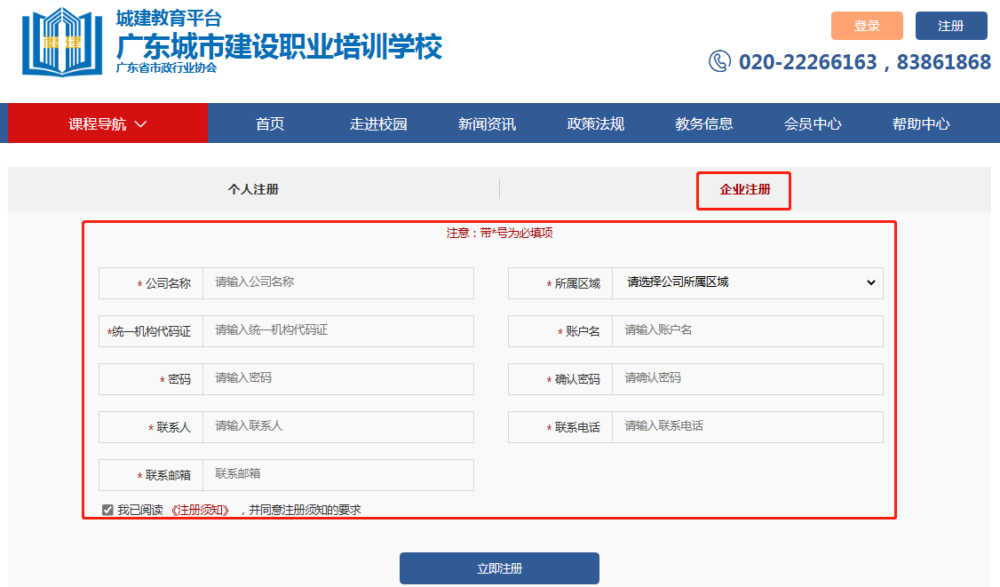 城建教育平台
广东城市建设职业培训学校
广东省市政行业协会
城建
登录 注册
020-22266163，83861868
课程导航 首页 走进校园 新闻资讯 政策法规 教务信息 会员中心 帮助中心
个人注册 企业注册
注意：带*号为必填项
* 公司名称 请输入公司名称 * 所属区域 请选择公司所属区域
*统一机构代码证 请输入统一机构代码证 * 账户名 请输入账户名
* 密码 请输入密码 * 确认密码 请确认密码
* 联系人 请输入联系人 * 联系电话 请输入联系电话
* 联系邮箱 联系邮箱
我已阅读 《注册须知》 ，并同意注册须知的要求
立即注册